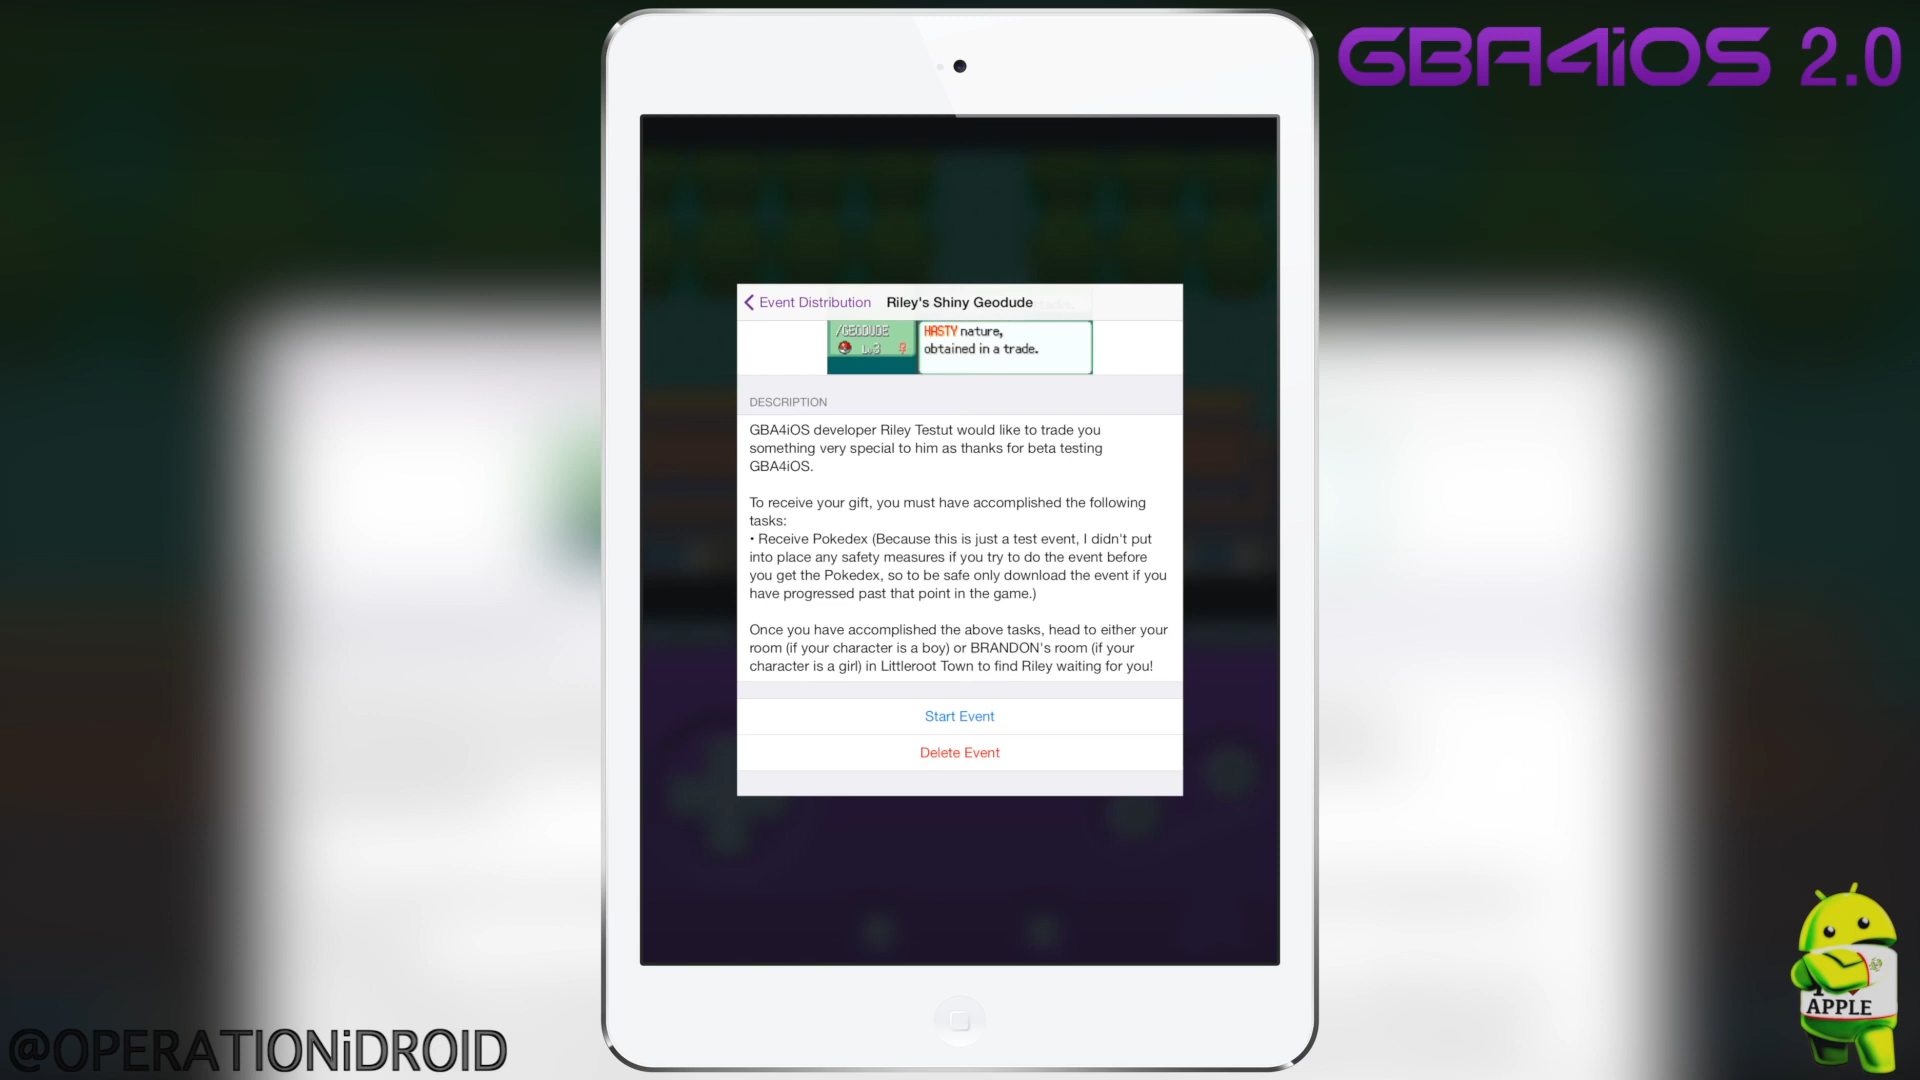 GBA4iOS 2.0
Event Distribution Riley's Shiny Geodude
/GEODUDE
Lv3
HASTY nature,
obtained in a trade.
DESCRIPTION
GBA4iOS developer Riley Testut would like to trade you
something very special to him as thanks for beta testing
GBA4iOS.
To receive your gift, you must have accomplished the following
tasks:
• Receive Pokedex (Because this is just a test event, I didn't put
into place any safety measures if you try to do the event before
you get the Pokedex, so to be safe only download the event if you
have progressed past that point in the game.)
Once you have accomplished the above tasks, head to either your
room (if your character is a boy) or BRANDON's room (if your
character is a girl) in Littleroot Town to find Riley waiting for you!
Start Event
Delete Event
I
APPLE
@OPERATIONiDROID